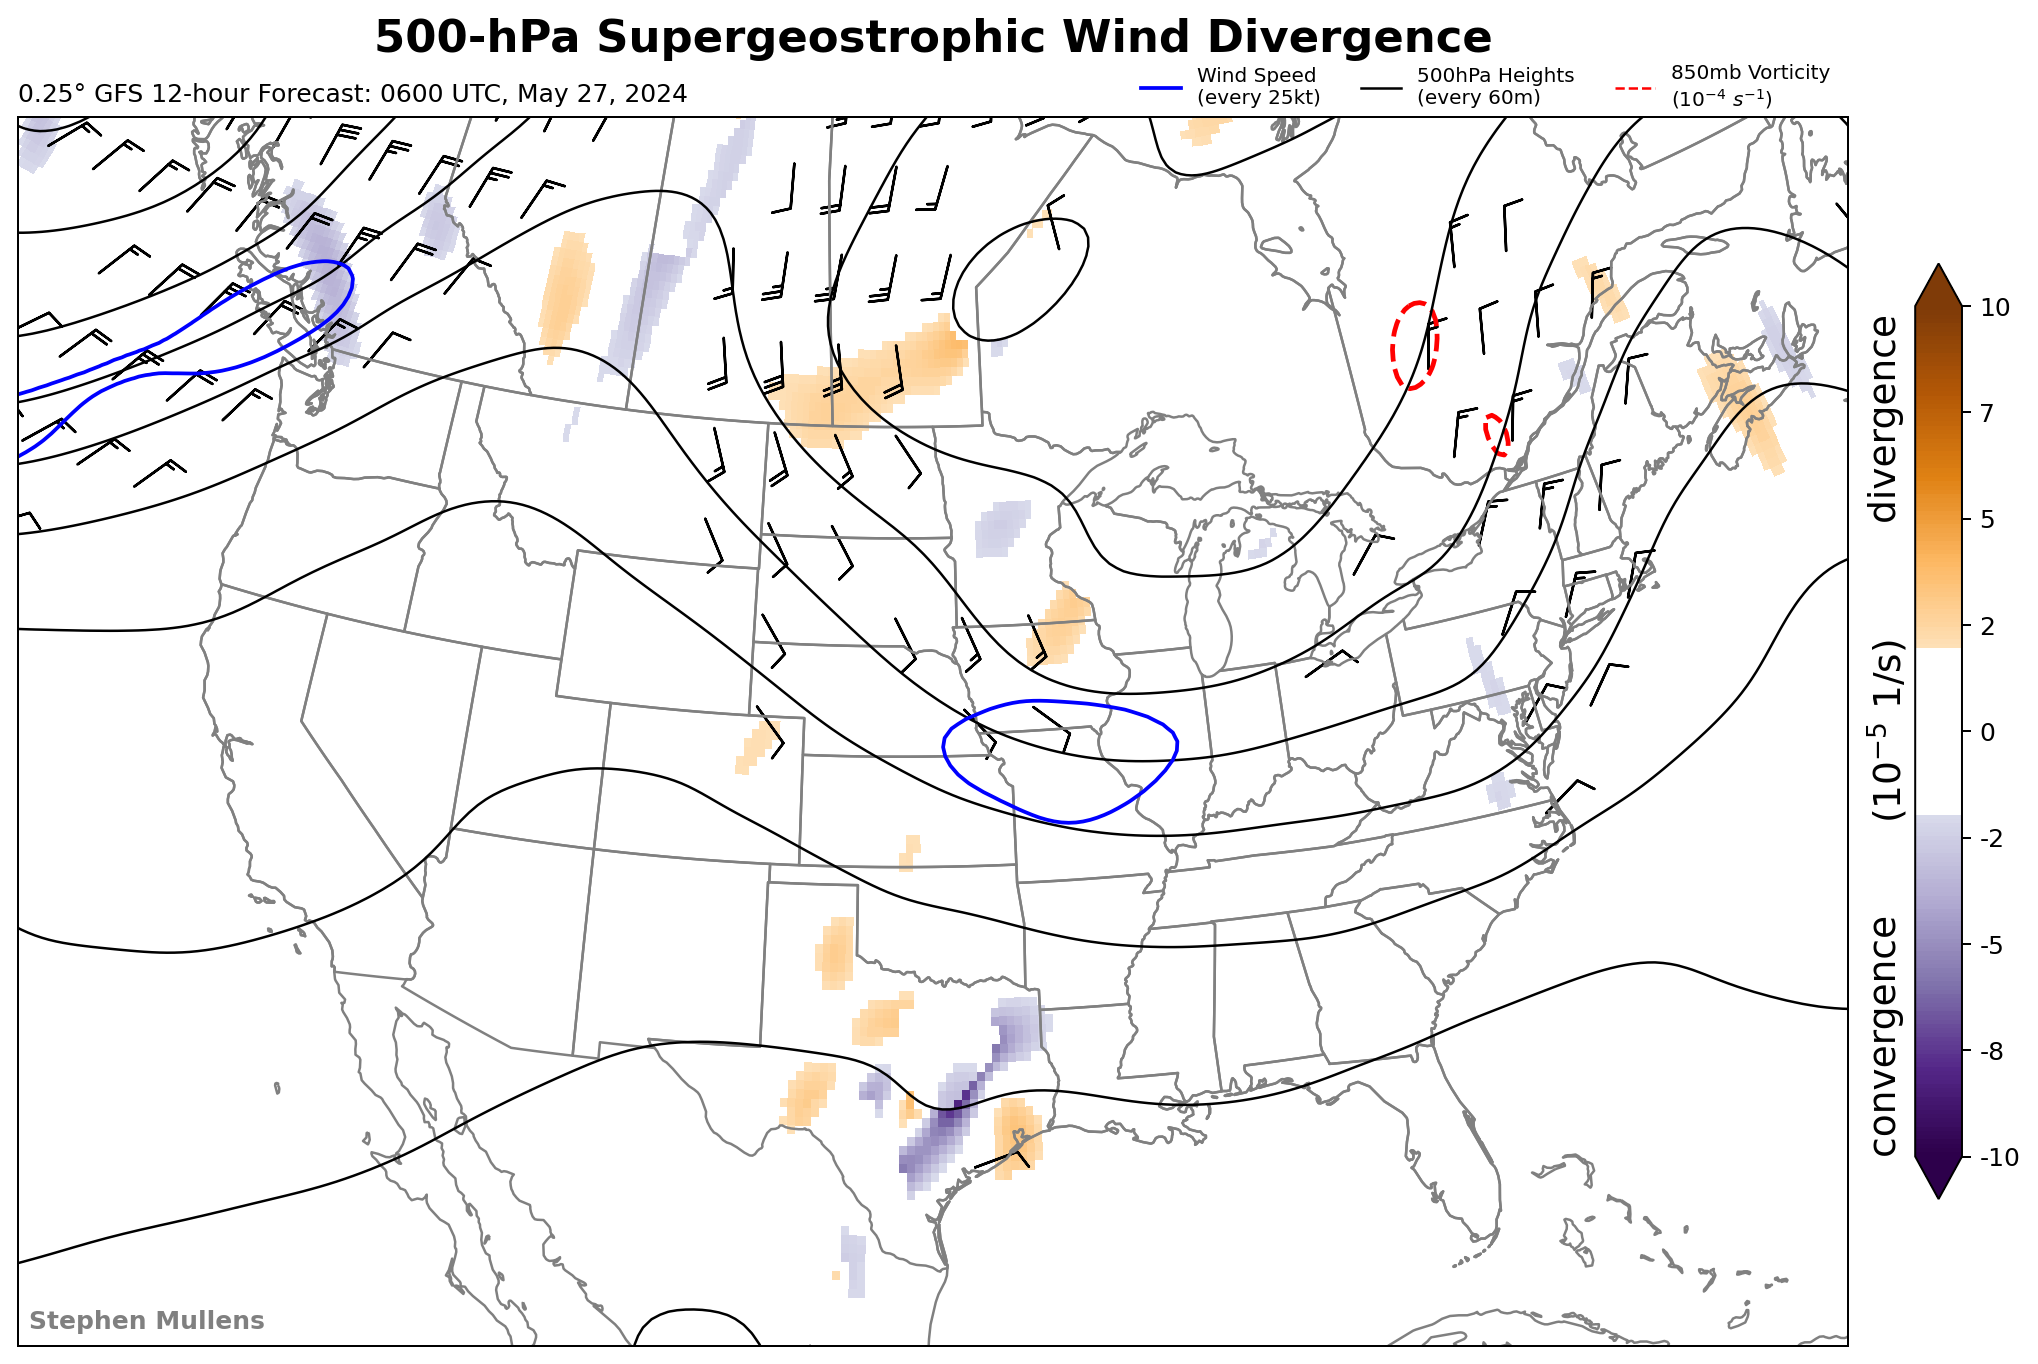 500-hPa Supergeostrophic Wind Divergence
0.25° GFS 12-hour Forecast: 0600 UTC, May 27, 2024
Wind Speed
(every 25kt)
500hPa Heights
(every 60m)
850mb Vorticity
(10⁻⁴ s⁻¹)
10
7
5
2
0
-2
-5
-8
-10
convergence (10⁻⁵ 1/s) divergence
Stephen Mullens